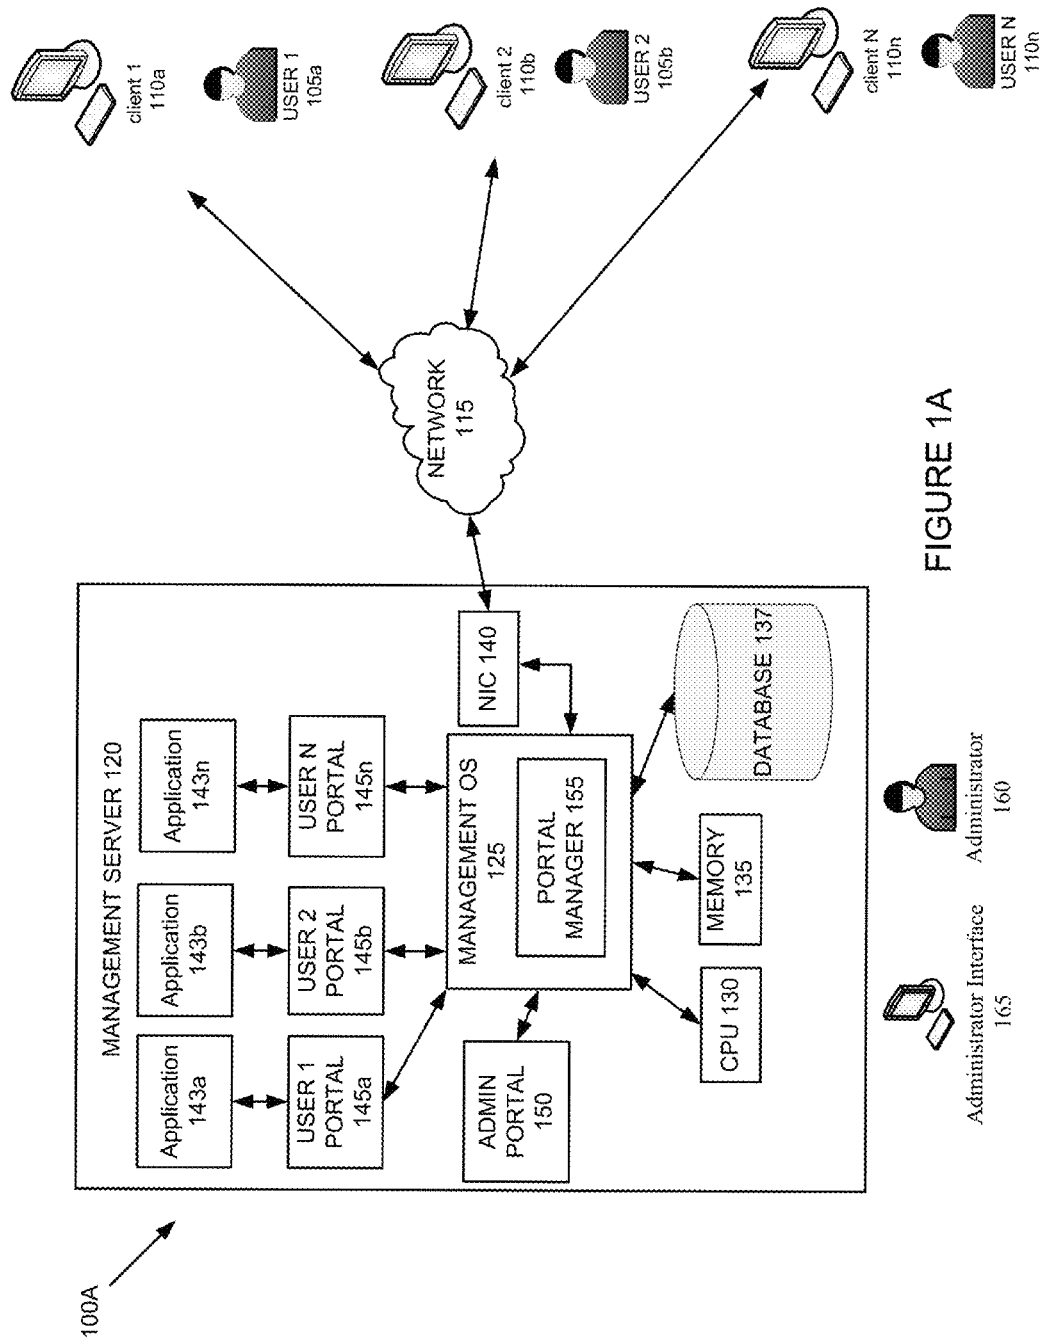 100A
MANAGEMENT SERVER 120
Application
143a
Application
143b
Application
143n
USER 1
PORTAL
145a
USER 2
PORTAL
145b
USER N
PORTAL
145n
ADMIN
PORTAL
150
MANAGEMENT OS
125
PORTAL
MANAGER 155
NIC 140
CPU 130
MEMORY
135
DATABASE 137
NETWORK
115
client 1
110a
USER 1
105a
client 2
110b
USER 2
105b
client N
110n
USER N
110n
Administrator Interface
165
Administrator
160
FIGURE 1A